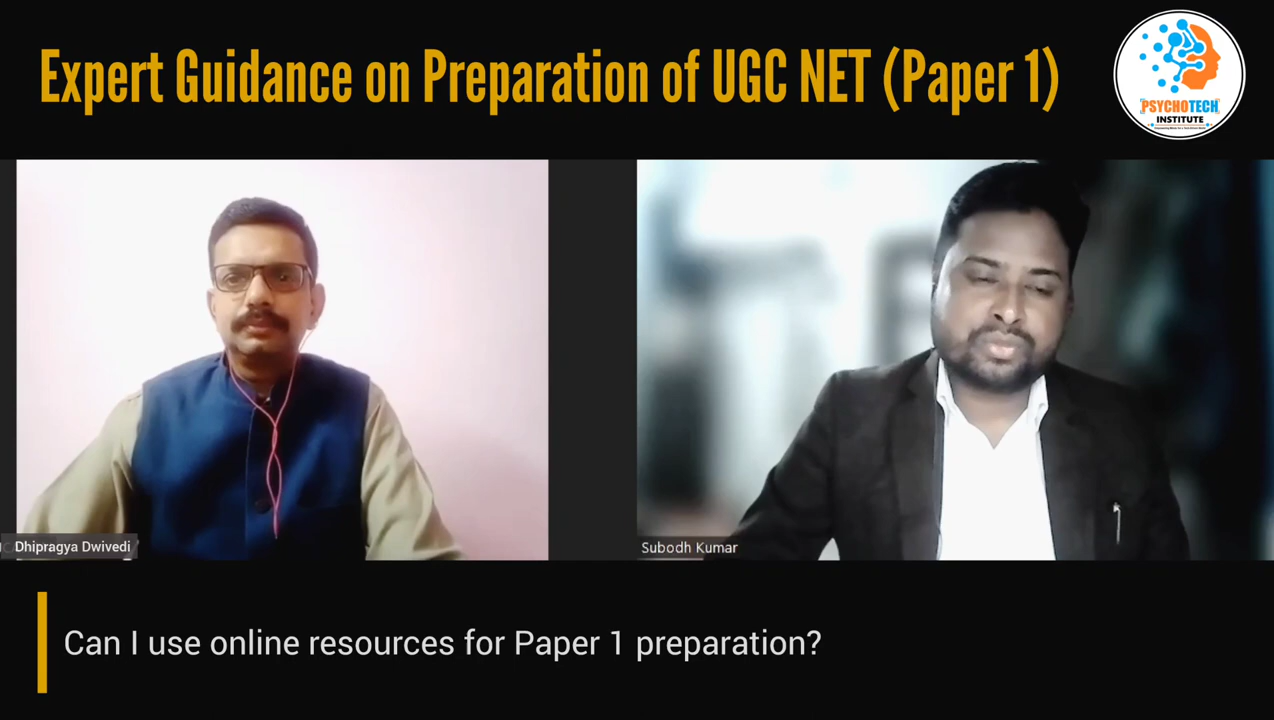 Expert Guidance on Preparation of UGC NET (Paper 1)
PSYCHOTECH
INSTITUTE
Dhipragya Dwivedi
Subodh Kumar
Can I use online resources for Paper 1 preparation?